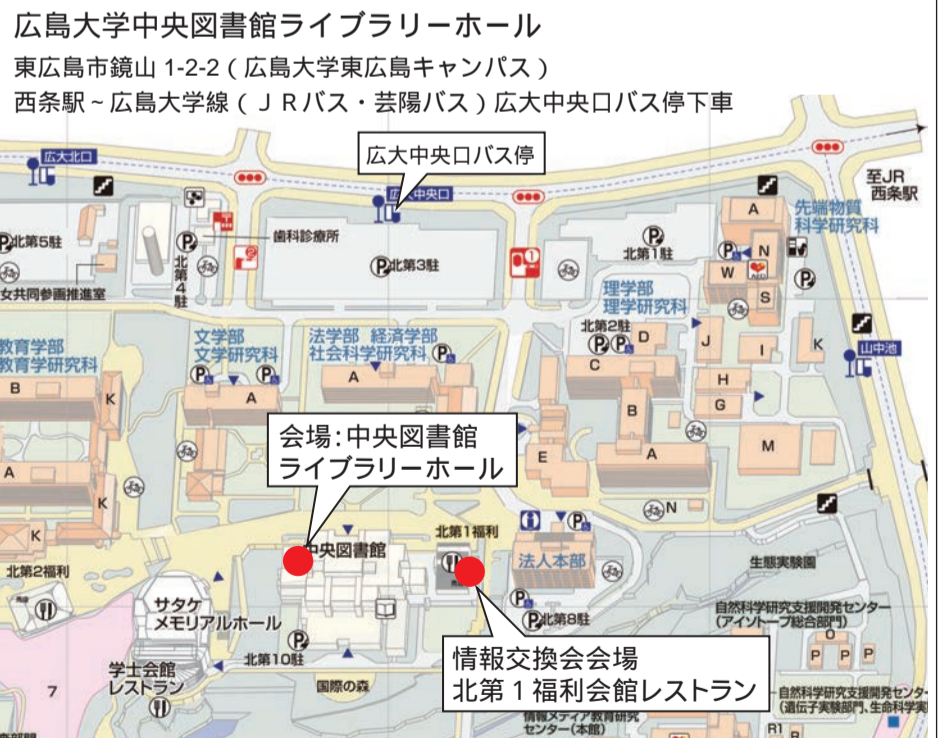 広島大学中央図書館ライブラリーホール
東広島市鏡山 1-2-2 ( 広島大学東広島キャンパス )
西条駅 ~ 広島大学線 ( ＪＲバス・芸陽バス ) 広大中央口バス停下車
広大中央口バス停
広大北口
広大中央口
至JR
西条駅
先端物質
科学研究科
A
N
W
S
AED
歯科診療所
P北第5駐
北第4駐
P北第3駐
P
北第1駐
女共同参画推進室
理学部
理学研究科
北第2駐
D
J
I
K
C
H
G
B
A
E
M
N
山中池
教育学部
教育学研究科
B
K
A
K
K
文学部
文学研究科
A
法学部 経済学部
社会科学研究科
A
会場:中央図書館
ライブラリーホール
中央図書館
北第1福利
法人本部
P北第8駐
生態実験園
北第2福利
サタケ
メモリアルホール
P
北第10駐
学士会館
レストラン
国際の森
7
情報交換会会場
北第１福利会館レストラン
自然科学研究支援開発センター
(アイソトープ総合部門)
O
P P P
自然科学研究支援開発センタ
(遺伝子実験部門、生命科学実
情報メディア教育研究
センター(本館)
R1